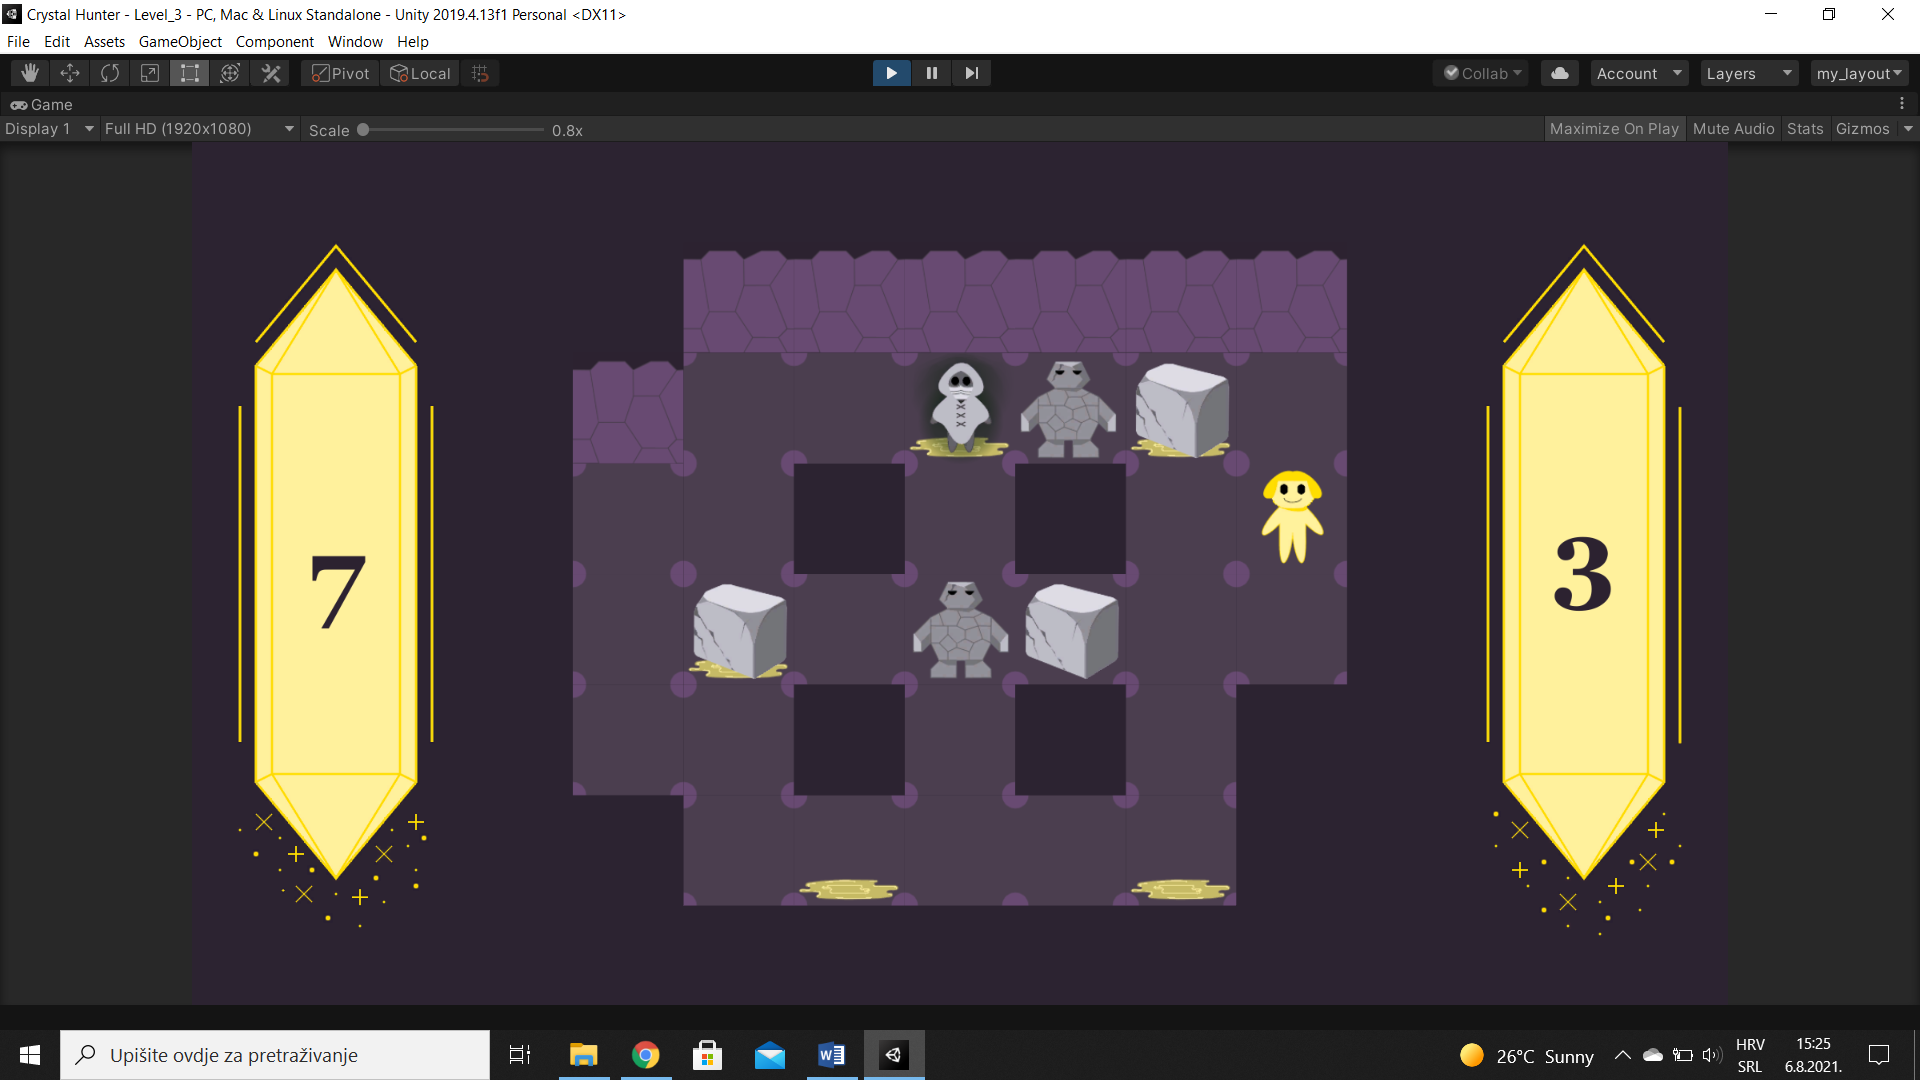 Crystal Hunter - Level_3 - PC, Mac & Linux Standalone - Unity 2019.4.13f1 Personal <DX11>
File Edit Assets GameObject Component Window Help
Pivot Local Collab Account Layers my_layout
Game
Display 1 Full HD (1920x1080) Scale 0.8x Maximize On Play Mute Audio Stats Gizmos
7
3
Upišite ovdje za pretraživanje
26°C Sunny
HRV
SRL
15:25
6.8.2021.